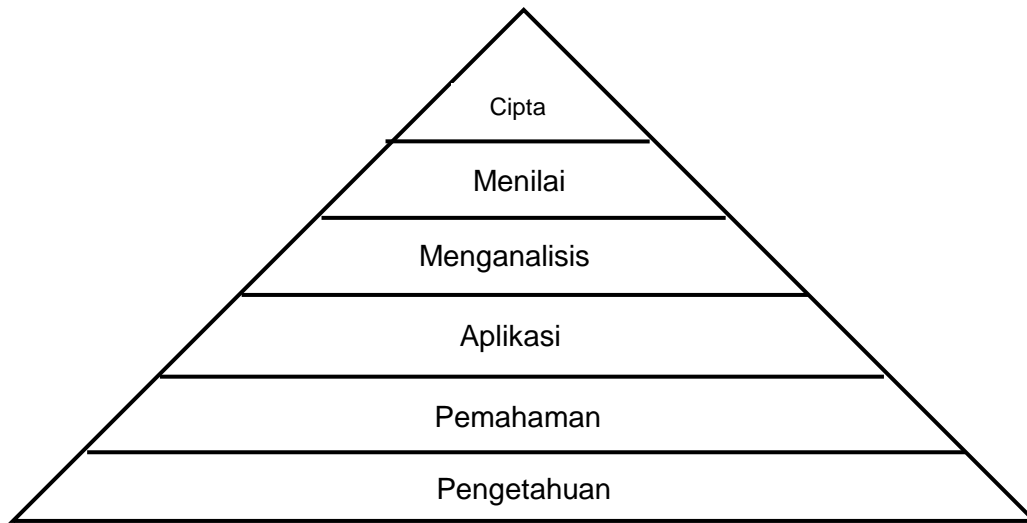 Cipta
Menilai
Menganalisis
Aplikasi
Pemahaman
Pengetahuan